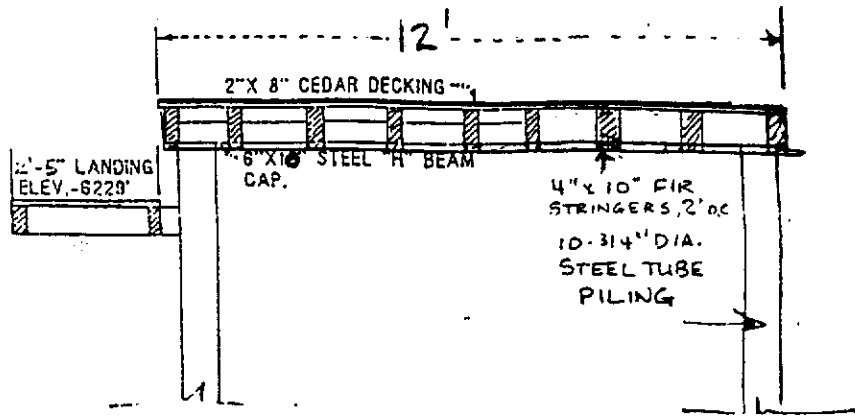 12'
2"X 8" CEDAR DECKING
6"X10" STEEL "H" BEAM
CAP.
2'-5" LANDING
ELEV.-6229'
4" x 10" FIR
STRINGERS, 2' O.C
10-3/4" DIA.
STEEL TUBE
PILING